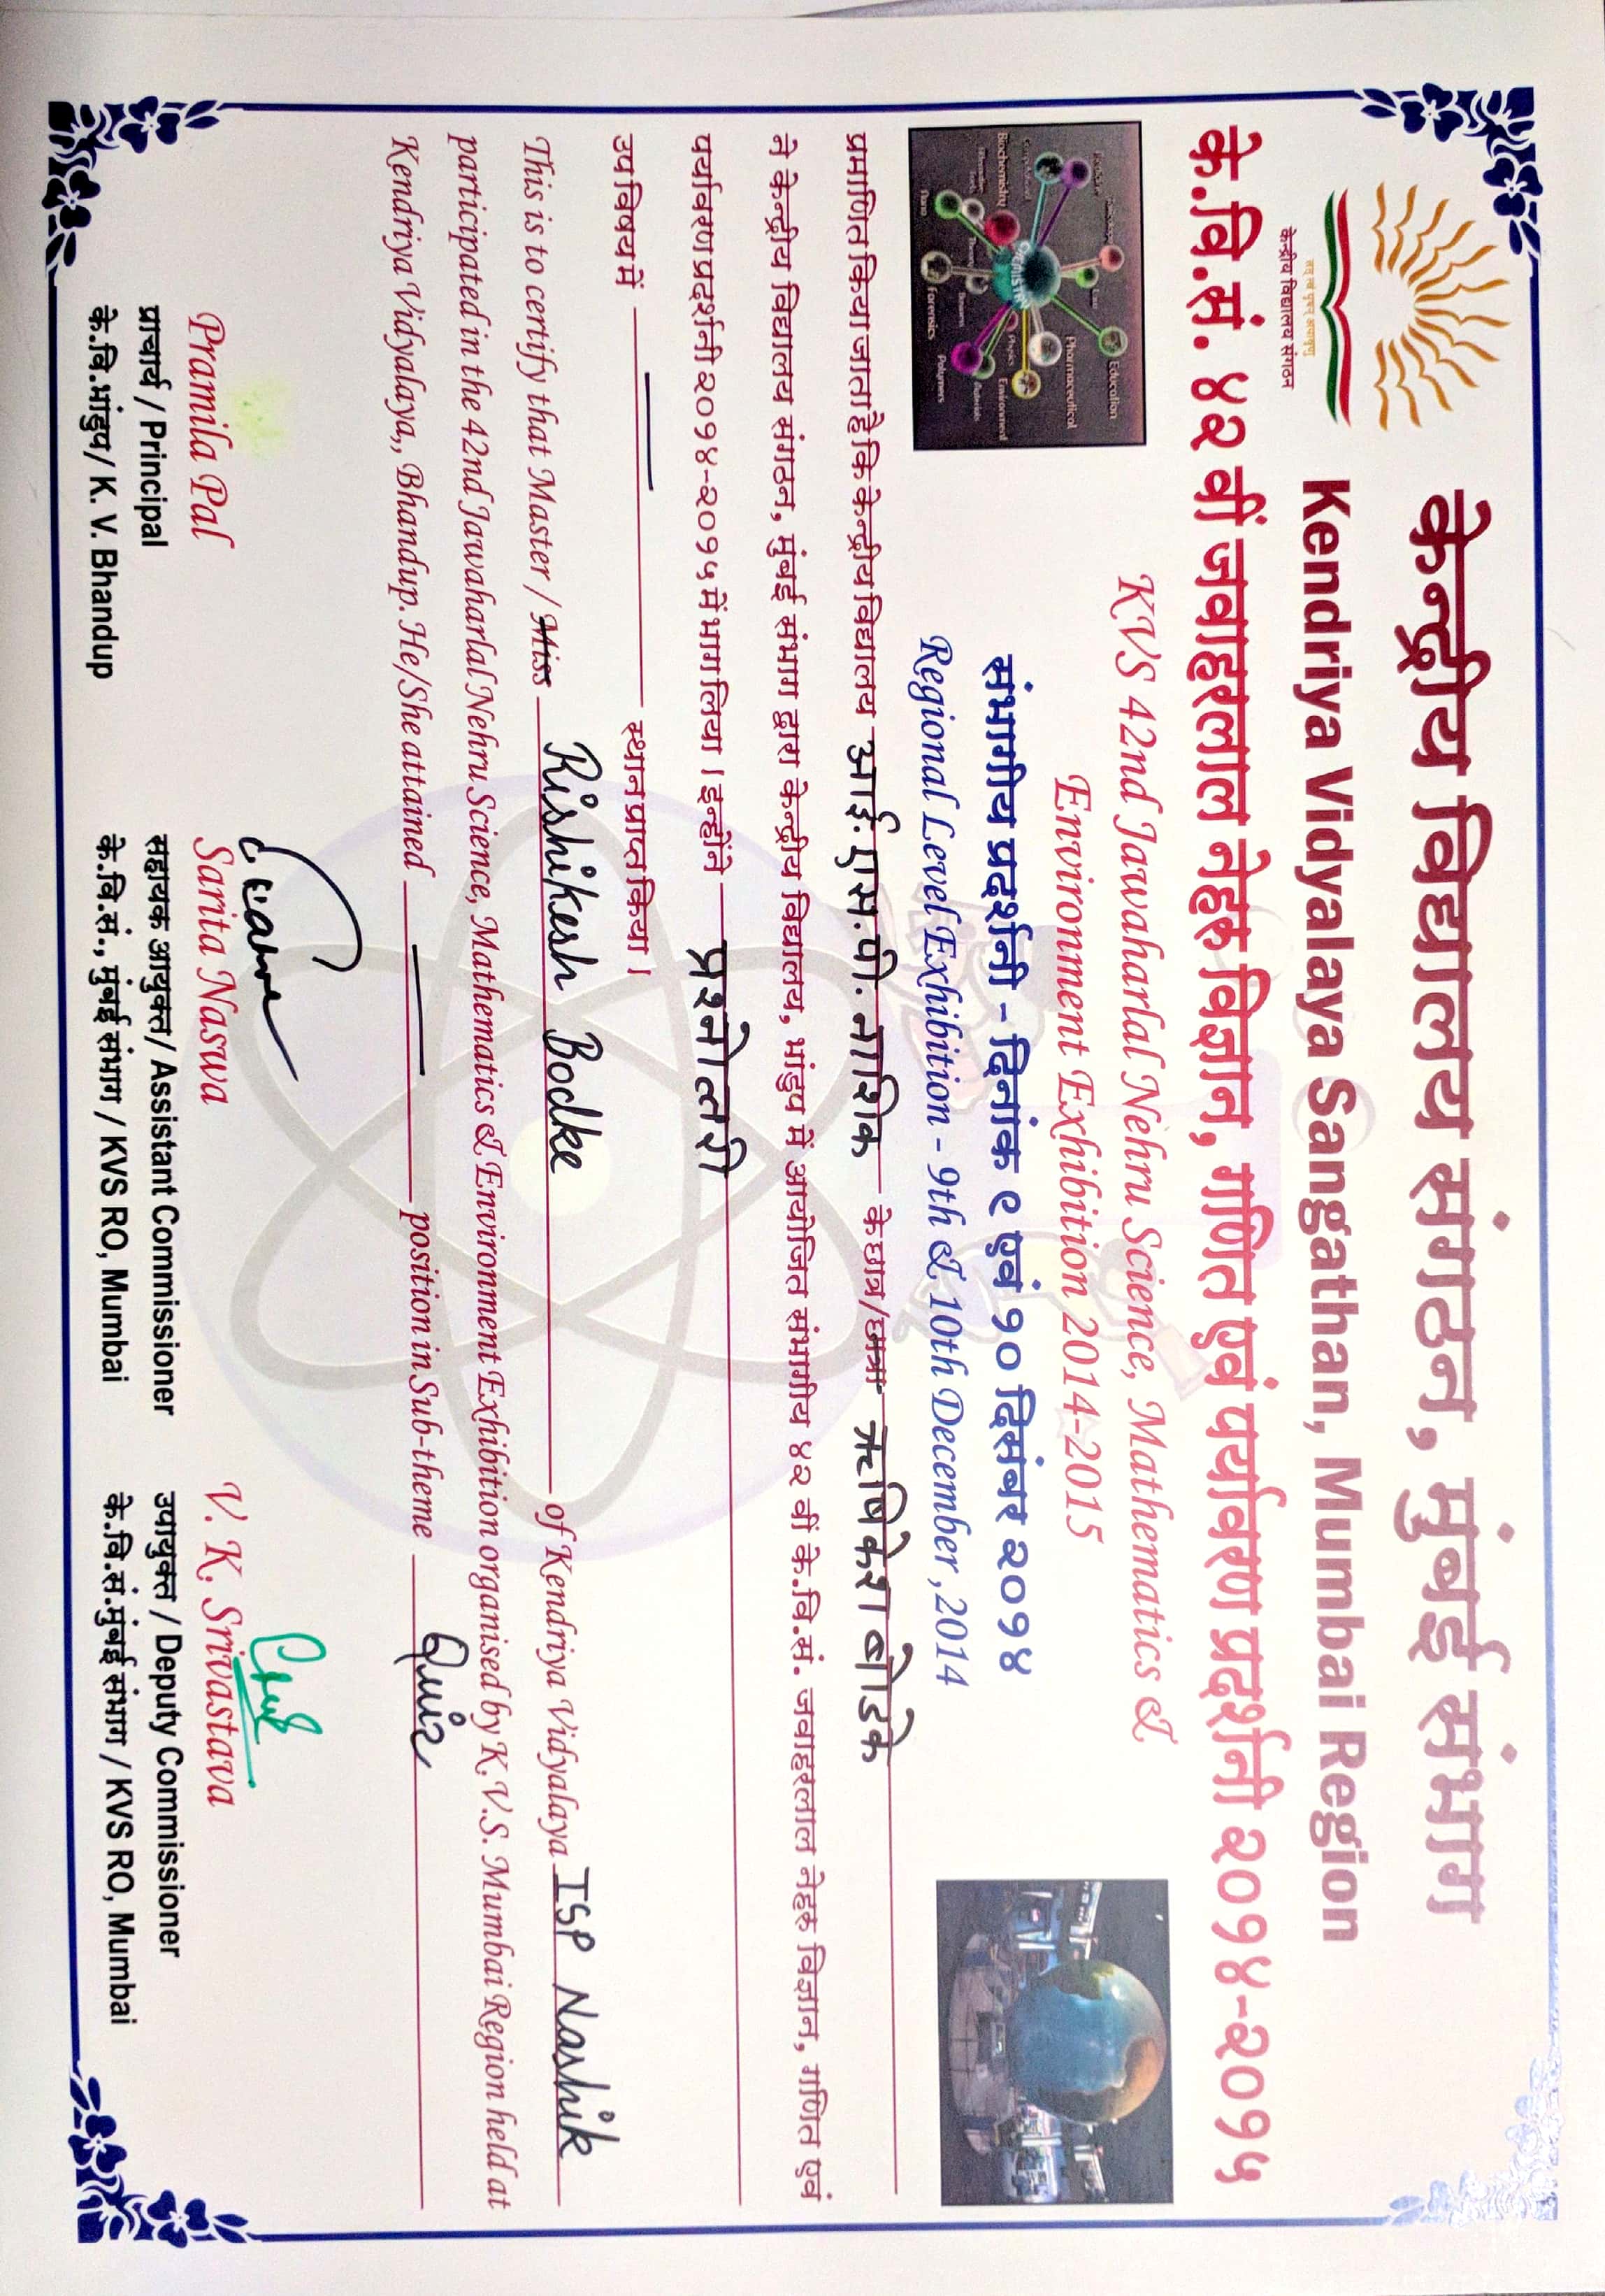 केन्द्रीय विद्यालय संगठन, मुंबई संभाग
Kendriya Vidyalaya Sangathan, Mumbai Region
तत् त्वं पूषन् अपावृणु
केन्द्रीय विद्यालय संगठन
के.वि.सं. ४२ वीं जवाहरलाल नेहरु विज्ञान, गणित एवं पर्यावरण प्रदर्शनी २०१४-२०१५
KVS 42nd Jawaharlal Nehru Science, Mathematics &
Environment Exhibition 2014-2015
संभागीय प्रदर्शनी - दिनांक ९ एवं १० दिसंबर २०१४
Regional Level Exhibition - 9th & 10th December ,2014
Toxicology
Education
Medicine
Law
Pharmaceutical
Computational
CHEMISTRY
Physics
Environment
Biochemistry
Materials
Theory
Business
Nano
Forensics
Polymers
प्रमाणित किया जाता है कि केन्द्रीय विद्यालय आई.एस.पी. नाशिक के छात्र/छात्रा ऋषिकेश बोडके
ने केन्द्रीय विद्यालय संगठन, मुंबई संभाग द्वारा केन्द्रीय विद्यालय, भांडुप में आयोजित संभागीय ४२ वीं के.वि.सं. जवाहरलाल नेहरु विज्ञान, गणित एवं
पर्यावरण प्रदर्शनी २०१४-२०१५ में भाग लिया । इन्होंने प्रश्नोत्तरी
उप विषय में — स्थान प्राप्त किया ।
This is to certify that Master / Miss Rishikesh Bodke of Kendriya Vidyalaya ISP Nashik
participated in the 42nd Jawaharlal Nehru Science, Mathematics & Environment Exhibition organised by K.V.S. Mumbai Region held at
Kendriya Vidyalaya,, Bhandup. He/She attained — position in Sub-theme Quiz
Pramila Pal
प्राचार्य / Principal
के.वि.भांडुप/ K. V. Bhandup
Sarita Naswa
सहायक आयुक्त/ Assistant Commissioner
के.वि.सं., मुंबई संभाग / KVS RO, Mumbai
V. K. Srivastava
उपायुक्त / Deputy Commissioner
के.वि.सं.मुंबई संभाग / KVS RO, Mumbai